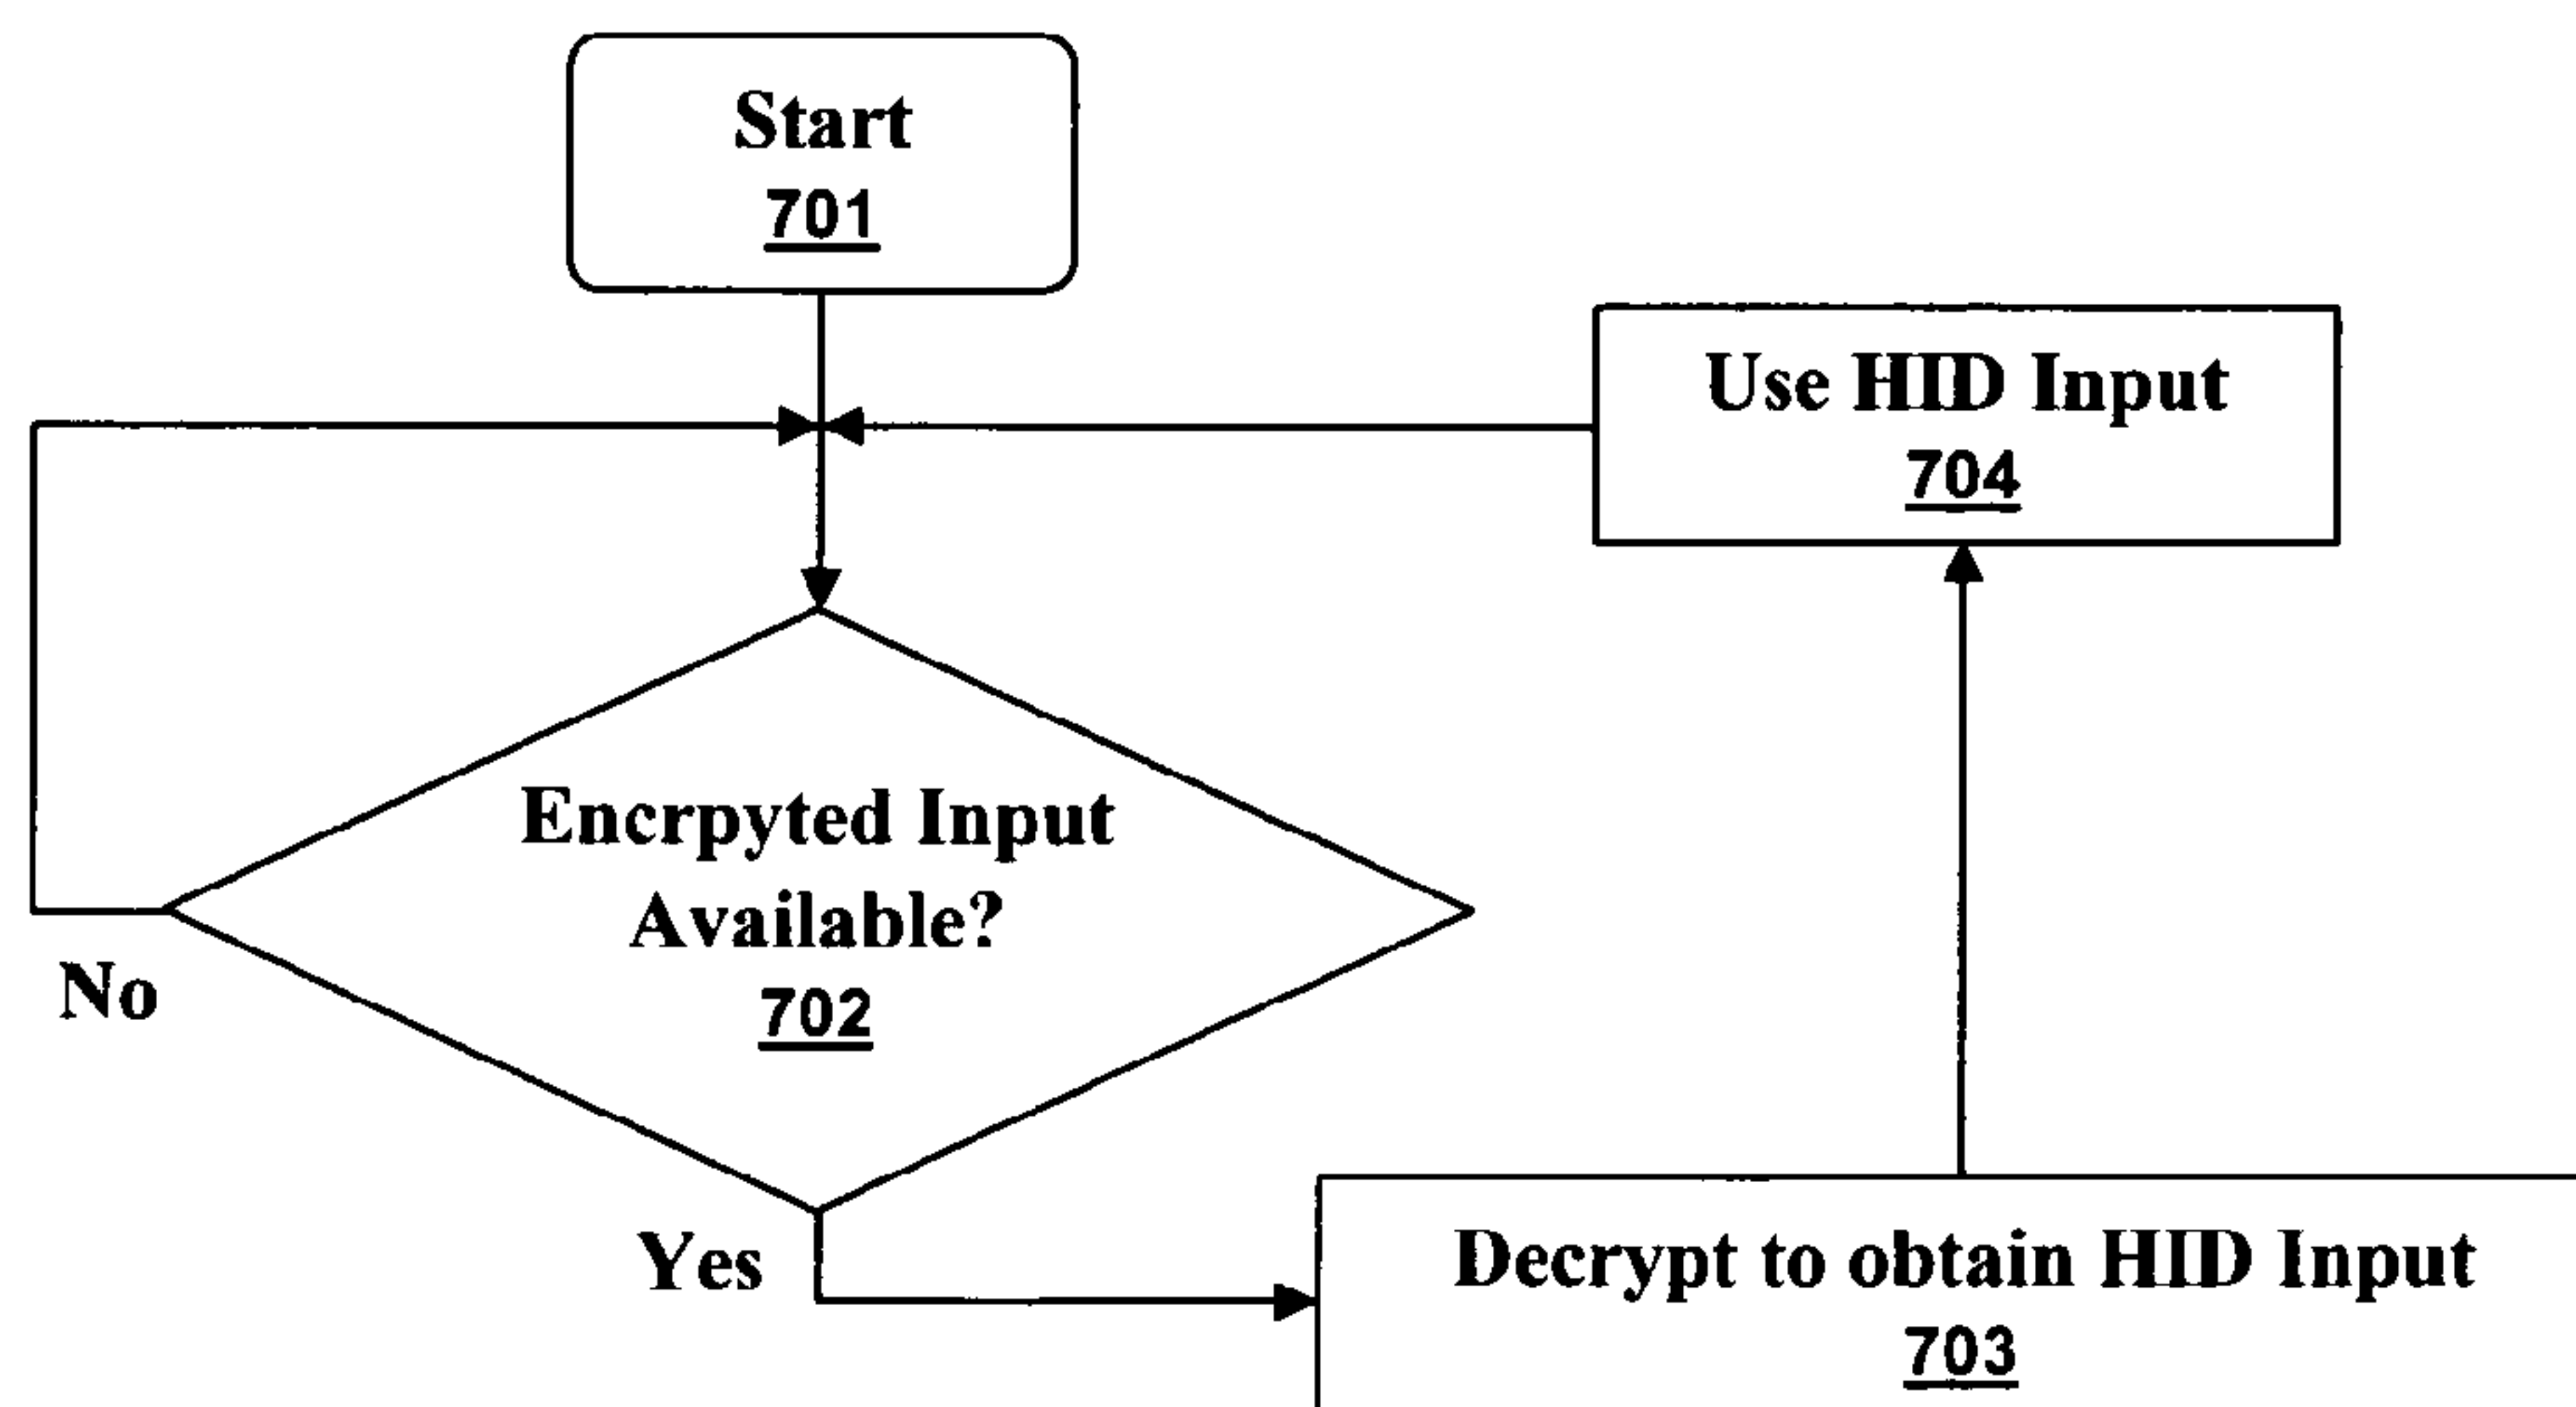 Start
701
Use HID Input
704
Encrpyted Input
Available?
702
No
Yes
Decrypt to obtain HID Input
703